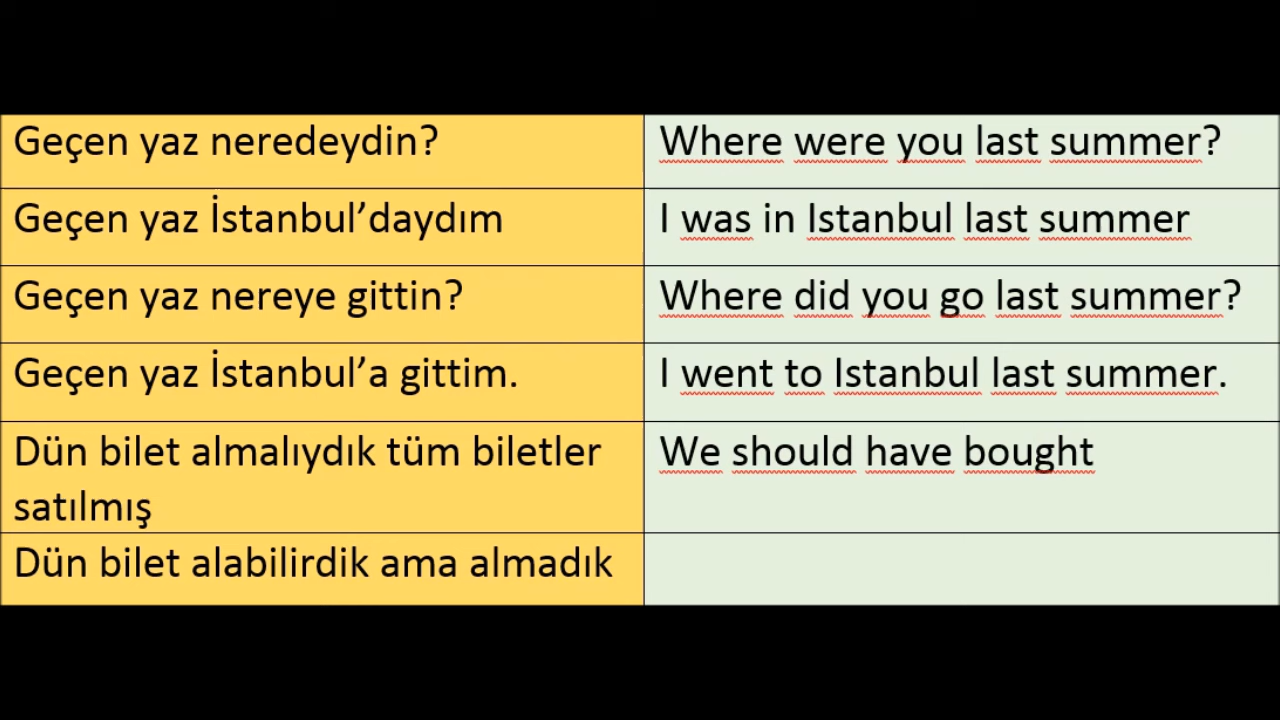 Geçen yaz neredeydin?
Where were you last summer?
Geçen yaz İstanbul’daydım
I was in Istanbul last summer
Geçen yaz nereye gittin?
Where did you go last summer?
Geçen yaz İstanbul’a gittim.
I went to Istanbul last summer.
Dün bilet almalıydık tüm biletler
satılmış
We should have bought
Dün bilet alabilirdik ama almadık